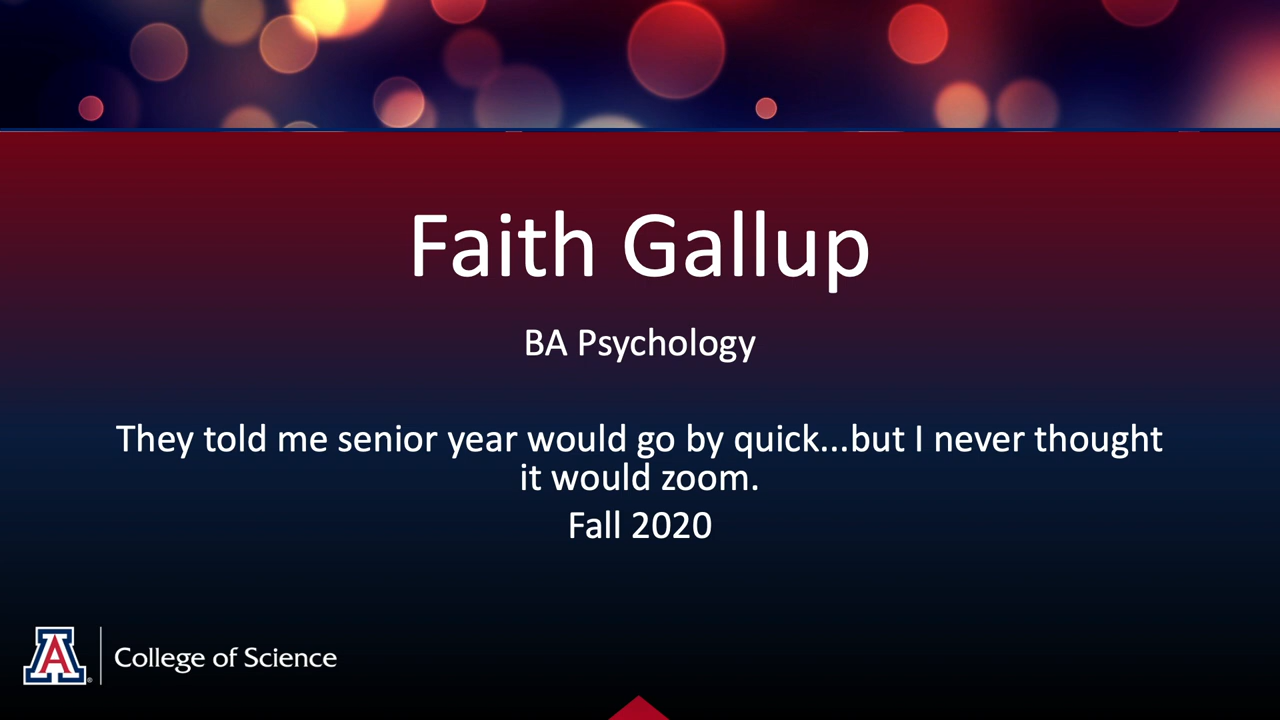 Faith Gallup
BA Psychology
They told me senior year would go by quick...but I never thought
it would zoom.
Fall 2020
A
College of Science